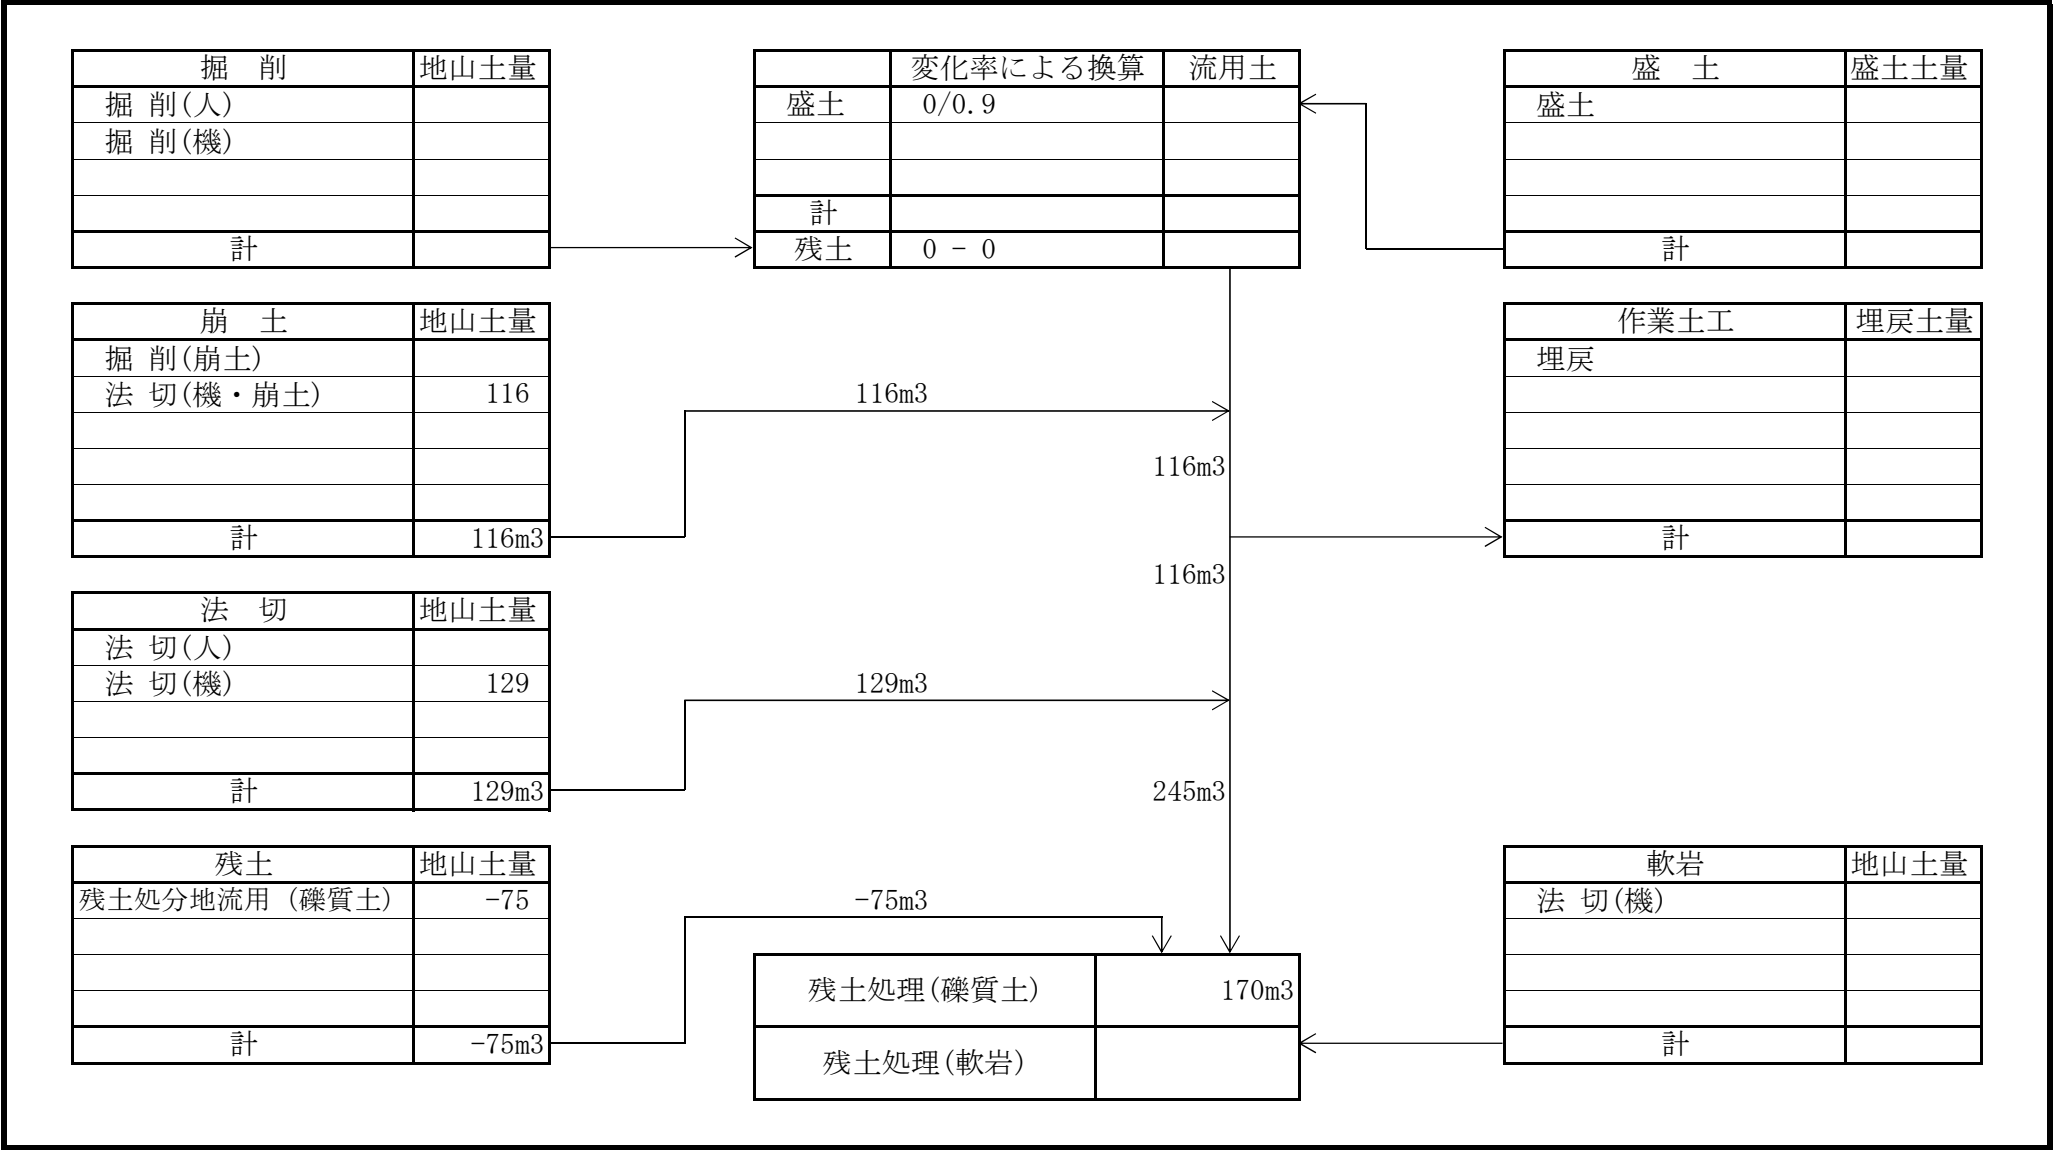 掘　削 地山土量
掘 削(人)
掘 削(機)
計
変化率による換算 流用土
盛土 0/0.9
計
残土 0 - 0
盛　土 盛土土量
盛土
計
崩　土 地山土量
掘 削(崩土)
法 切(機・崩土) 116
計 116m3
116m3
116m3
作業土工 埋戻土量
埋戻
計
116m3
法　切 地山土量
法 切(人)
法 切(機) 129
計 129m3
129m3
245m3
残土 地山土量
残土処分地流用 (礫質土) -75
計 -75m3
-75m3
残土処理(礫質土) 170m3
残土処理(軟岩)
軟岩 地山土量
法 切(機)
計